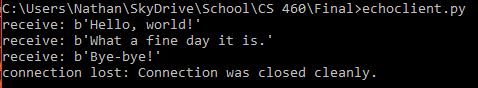 C:\Users\Nathan\SkyDrive\School\CS 460\Final>echoclient.py
receive: b'Hello, world!'
receive: b'What a fine day it is.'
receive: b'Bye-bye!'
connection lost: Connection was closed cleanly.